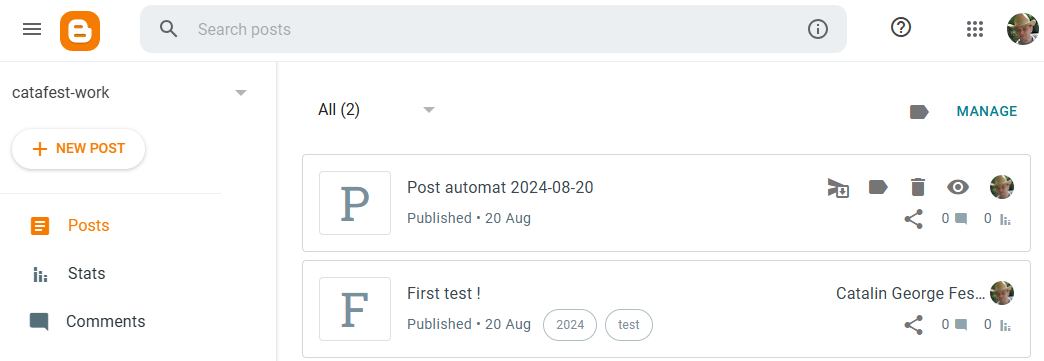 Search posts
catafest-work
NEW POST
Posts
Stats
Comments
All (2)
MANAGE
P
Post automat 2024-08-20
Published • 20 Aug
0 0
F
First test !
Catalin George Fes...
Published • 20 Aug 2024 test
0 0